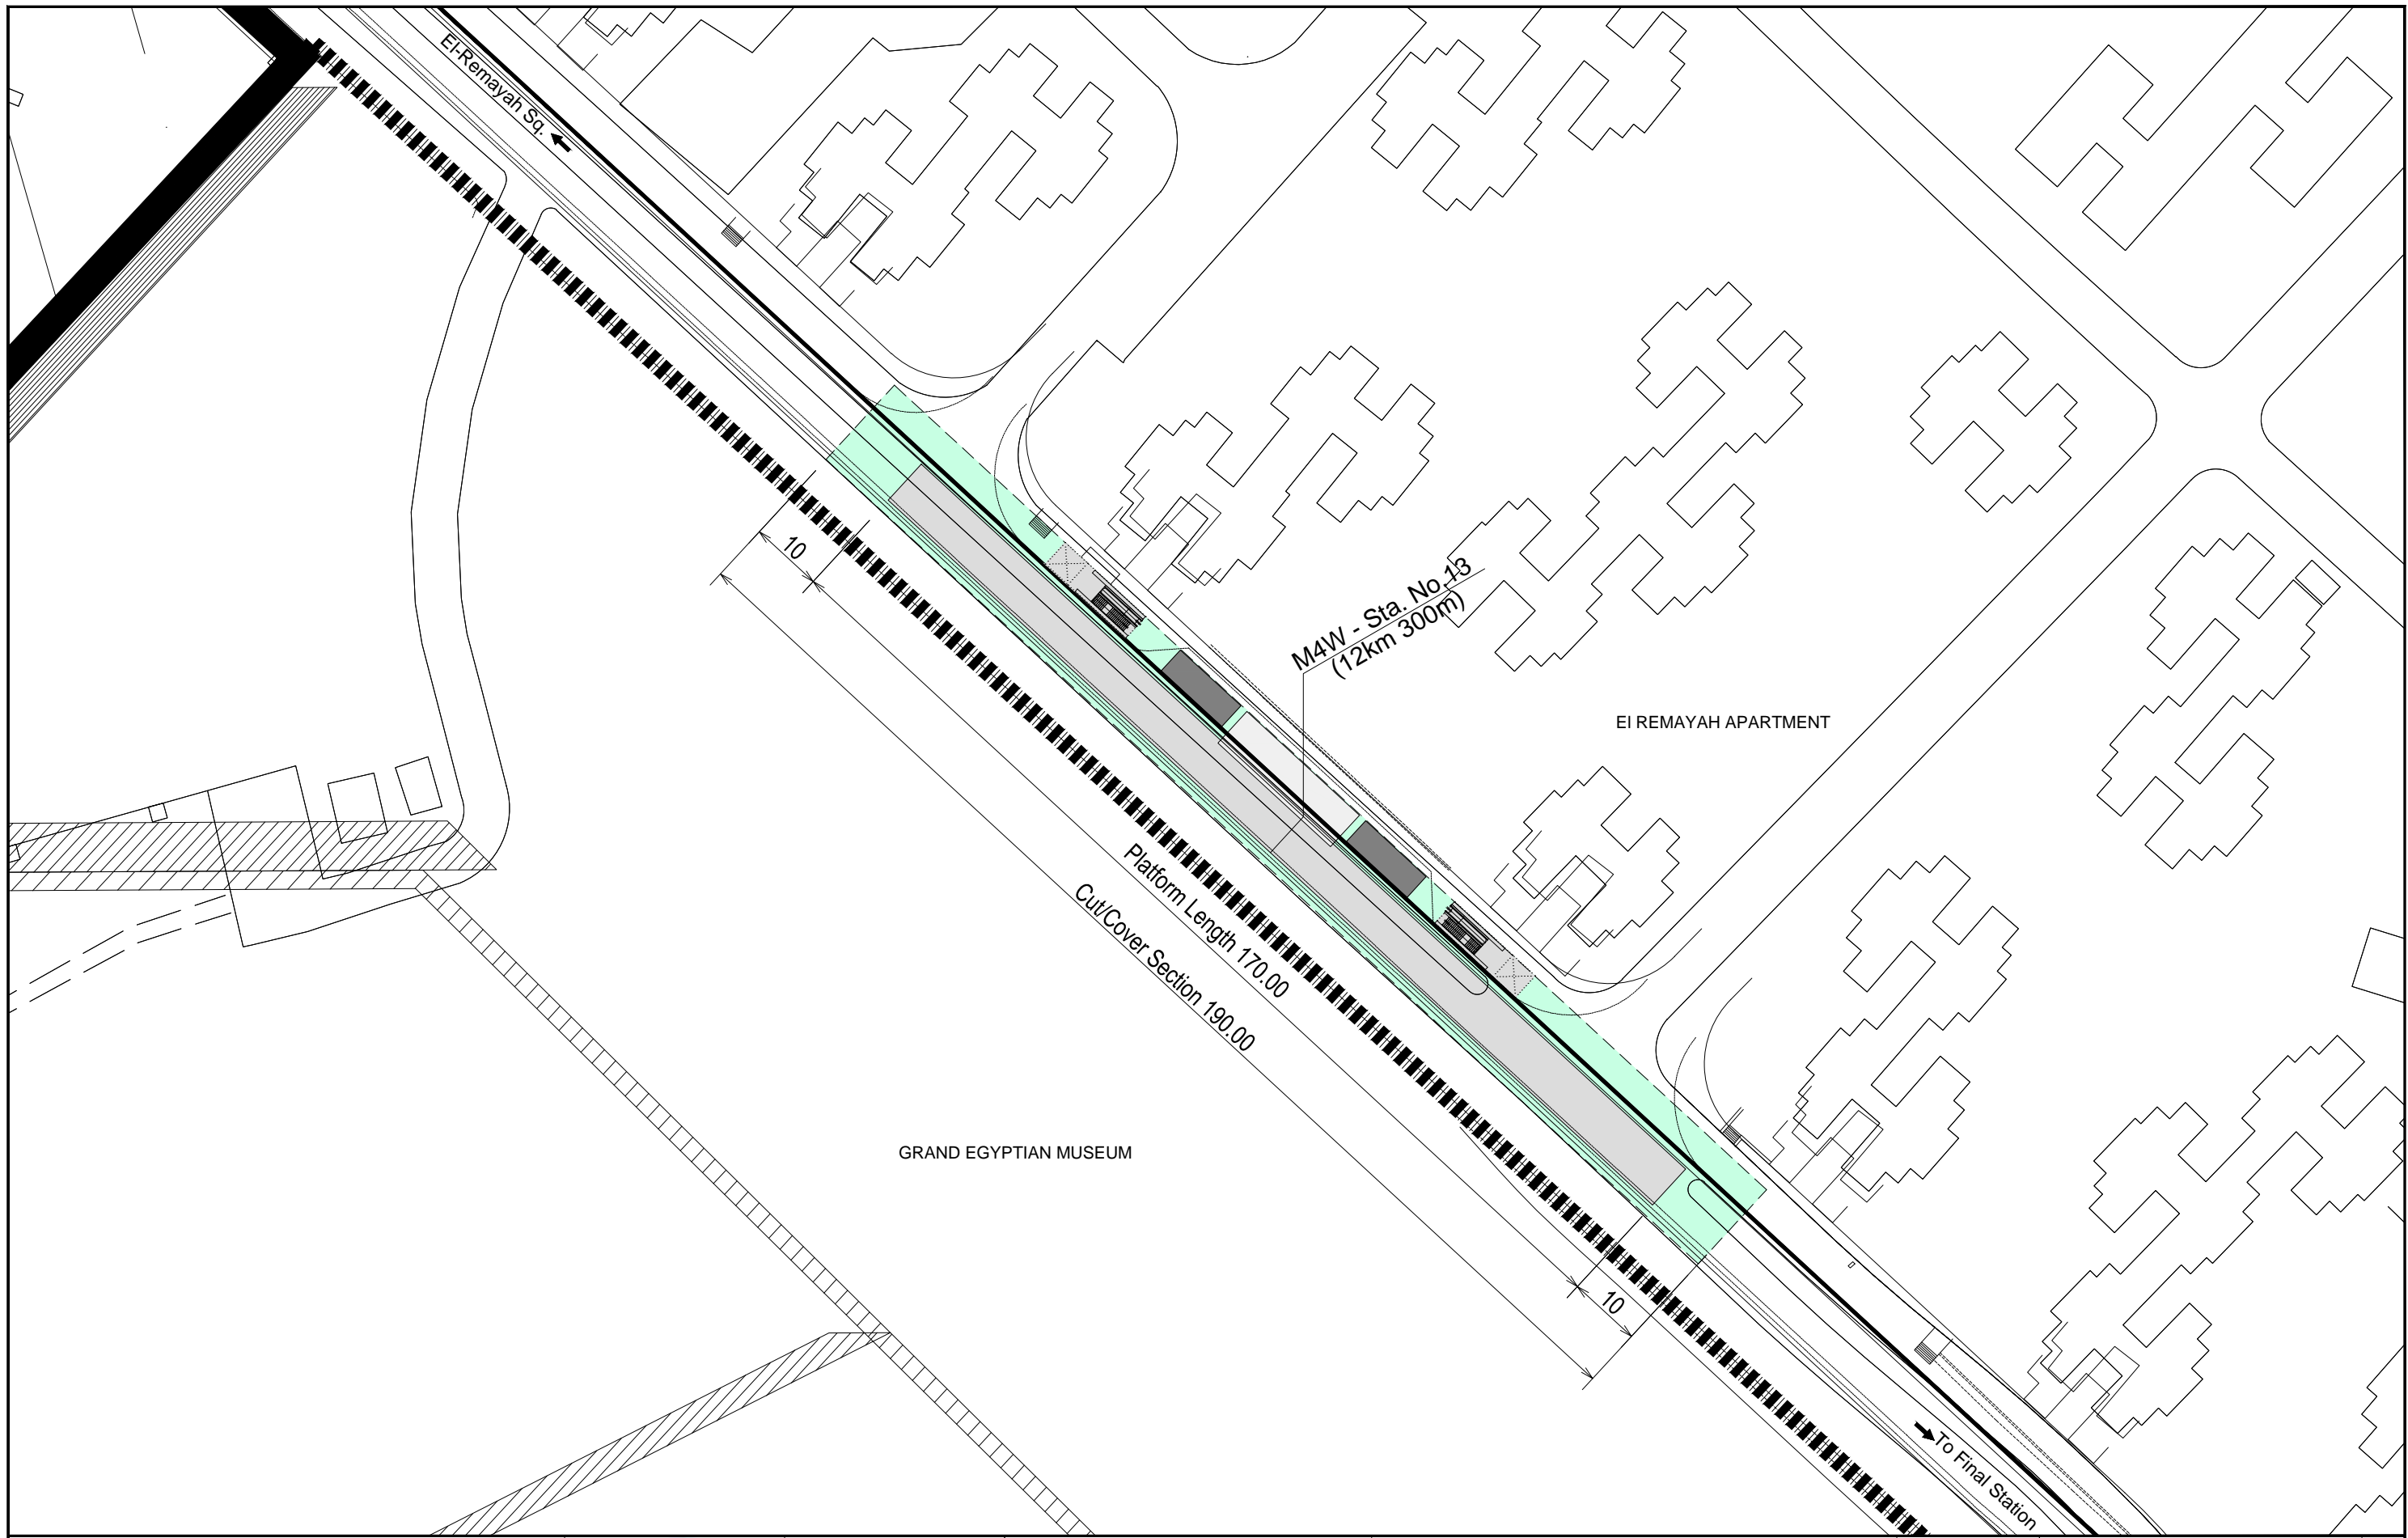 El-Remayah Sq.
10
M4W - Sta. No.13
(12km 300m)
El REMAYAH APARTMENT
Platform Length 170.00
Cut/Cover Section 190.00
GRAND EGYPTIAN MUSEUM
10
To Final Station